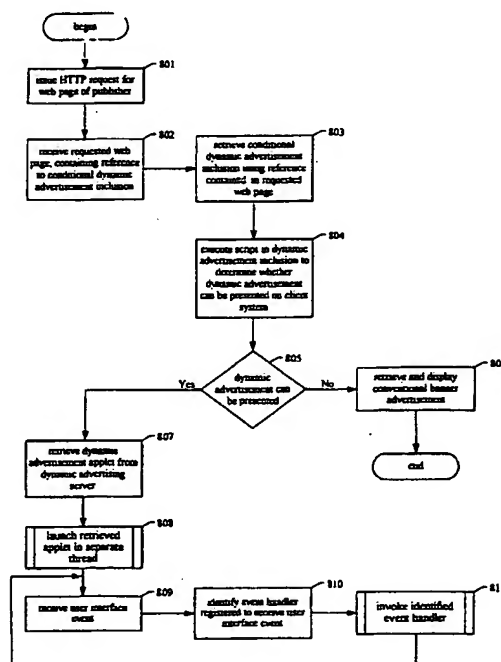 begin
801
issue HTTP request for
web page of publisher
802
receive requested web
page, containing reference
to conditional dynamic
advertisement inclusion
803
retrieve conditional
dynamic advertisement
inclusion using reference
contained in requested
web page
804
execute script in dynamic
advertisement inclusion to
determine whether
dynamic advertisement
can be presented on client
system
805
dynamic
advertisement can
be presented
Yes
No
80
retrieve and display
conventional banner
advertisement
end
807
retrieve dynamic
advertisement applet from
dynamic advertising
server
808
launch retrieved
applet in separate
thread
809
receive user interface
event
810
identify event handler
registered to receive user
interface event
81
invoke identified
event handler